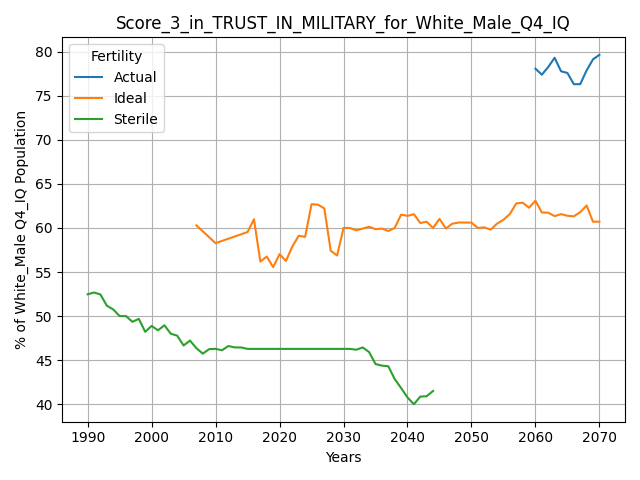 Score_3_in_TRUST_IN_MILITARY_for_White_Male_Q4_IQ
% of White_Male Q4_IQ Population
80
75
70
65
60
55
50
45
40
Fertility
Actual
Ideal
Sterile
1990 2000 2010 2020 2030 2040 2050 2060 2070
Years